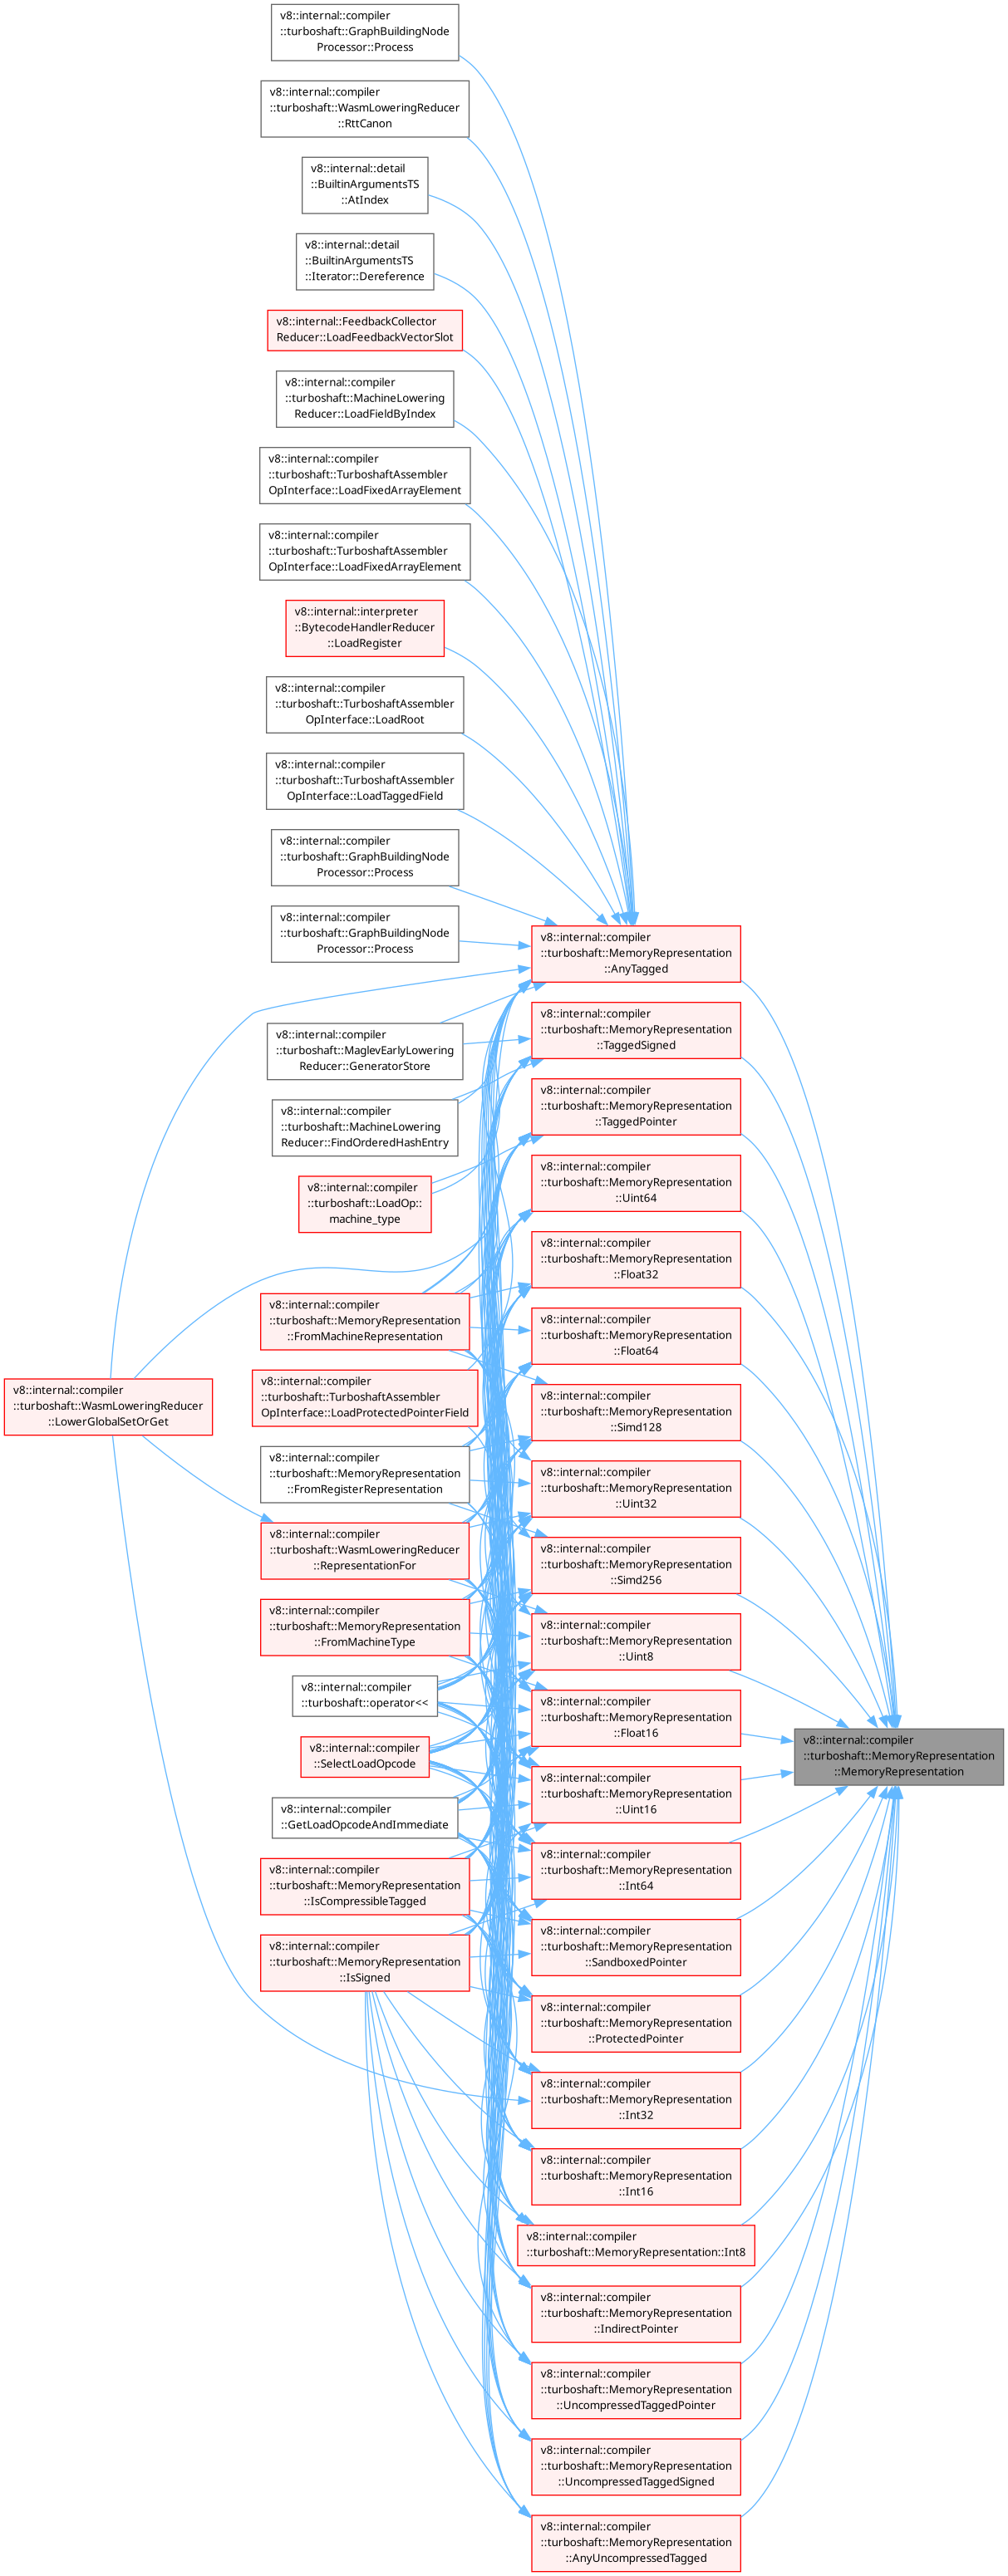 v8::internal::compiler
::turboshaft::GraphBuildingNode
Processor::Process
v8::internal::compiler
::turboshaft::WasmLoweringReducer
::RttCanon
v8::internal::detail
::BuiltinArgumentsTS
::AtIndex
v8::internal::detail
::BuiltinArgumentsTS
::Iterator::Dereference
v8::internal::FeedbackCollector
Reducer::LoadFeedbackVectorSlot
v8::internal::compiler
::turboshaft::MachineLowering
Reducer::LoadFieldByIndex
v8::internal::compiler
::turboshaft::TurboshaftAssembler
OpInterface::LoadFixedArrayElement
v8::internal::compiler
::turboshaft::TurboshaftAssembler
OpInterface::LoadFixedArrayElement
v8::internal::interpreter
::BytecodeHandlerReducer
::LoadRegister
v8::internal::compiler
::turboshaft::TurboshaftAssembler
OpInterface::LoadRoot
v8::internal::compiler
::turboshaft::TurboshaftAssembler
OpInterface::LoadTaggedField
v8::internal::compiler
::turboshaft::GraphBuildingNode
Processor::Process
v8::internal::compiler
::turboshaft::GraphBuildingNode
Processor::Process
v8::internal::compiler
::turboshaft::MaglevEarlyLowering
Reducer::GeneratorStore
v8::internal::compiler
::turboshaft::MachineLowering
Reducer::FindOrderedHashEntry
v8::internal::compiler
::turboshaft::LoadOp::
machine_type
v8::internal::compiler
::turboshaft::MemoryRepresentation
::FromMachineRepresentation
v8::internal::compiler
::turboshaft::WasmLoweringReducer
::LowerGlobalSetOrGet
v8::internal::compiler
::turboshaft::TurboshaftAssembler
OpInterface::LoadProtectedPointerField
v8::internal::compiler
::turboshaft::MemoryRepresentation
::FromRegisterRepresentation
v8::internal::compiler
::turboshaft::WasmLoweringReducer
::RepresentationFor
v8::internal::compiler
::turboshaft::MemoryRepresentation
::FromMachineType
v8::internal::compiler
::turboshaft::operator<<
v8::internal::compiler
::SelectLoadOpcode
v8::internal::compiler
::GetLoadOpcodeAndImmediate
v8::internal::compiler
::turboshaft::MemoryRepresentation
::IsCompressibleTagged
v8::internal::compiler
::turboshaft::MemoryRepresentation
::IsSigned
v8::internal::compiler
::turboshaft::MemoryRepresentation
::AnyTagged
v8::internal::compiler
::turboshaft::MemoryRepresentation
::TaggedSigned
v8::internal::compiler
::turboshaft::MemoryRepresentation
::TaggedPointer
v8::internal::compiler
::turboshaft::MemoryRepresentation
::Uint64
v8::internal::compiler
::turboshaft::MemoryRepresentation
::Float32
v8::internal::compiler
::turboshaft::MemoryRepresentation
::Float64
v8::internal::compiler
::turboshaft::MemoryRepresentation
::Simd128
v8::internal::compiler
::turboshaft::MemoryRepresentation
::Uint32
v8::internal::compiler
::turboshaft::MemoryRepresentation
::Simd256
v8::internal::compiler
::turboshaft::MemoryRepresentation
::Uint8
v8::internal::compiler
::turboshaft::MemoryRepresentation
::Float16
v8::internal::compiler
::turboshaft::MemoryRepresentation
::Uint16
v8::internal::compiler
::turboshaft::MemoryRepresentation
::Int64
v8::internal::compiler
::turboshaft::MemoryRepresentation
::SandboxedPointer
v8::internal::compiler
::turboshaft::MemoryRepresentation
::ProtectedPointer
v8::internal::compiler
::turboshaft::MemoryRepresentation
::Int32
v8::internal::compiler
::turboshaft::MemoryRepresentation
::Int16
v8::internal::compiler
::turboshaft::MemoryRepresentation::Int8
v8::internal::compiler
::turboshaft::MemoryRepresentation
::IndirectPointer
v8::internal::compiler
::turboshaft::MemoryRepresentation
::UncompressedTaggedPointer
v8::internal::compiler
::turboshaft::MemoryRepresentation
::UncompressedTaggedSigned
v8::internal::compiler
::turboshaft::MemoryRepresentation
::AnyUncompressedTagged
v8::internal::compiler
::turboshaft::MemoryRepresentation
::MemoryRepresentation